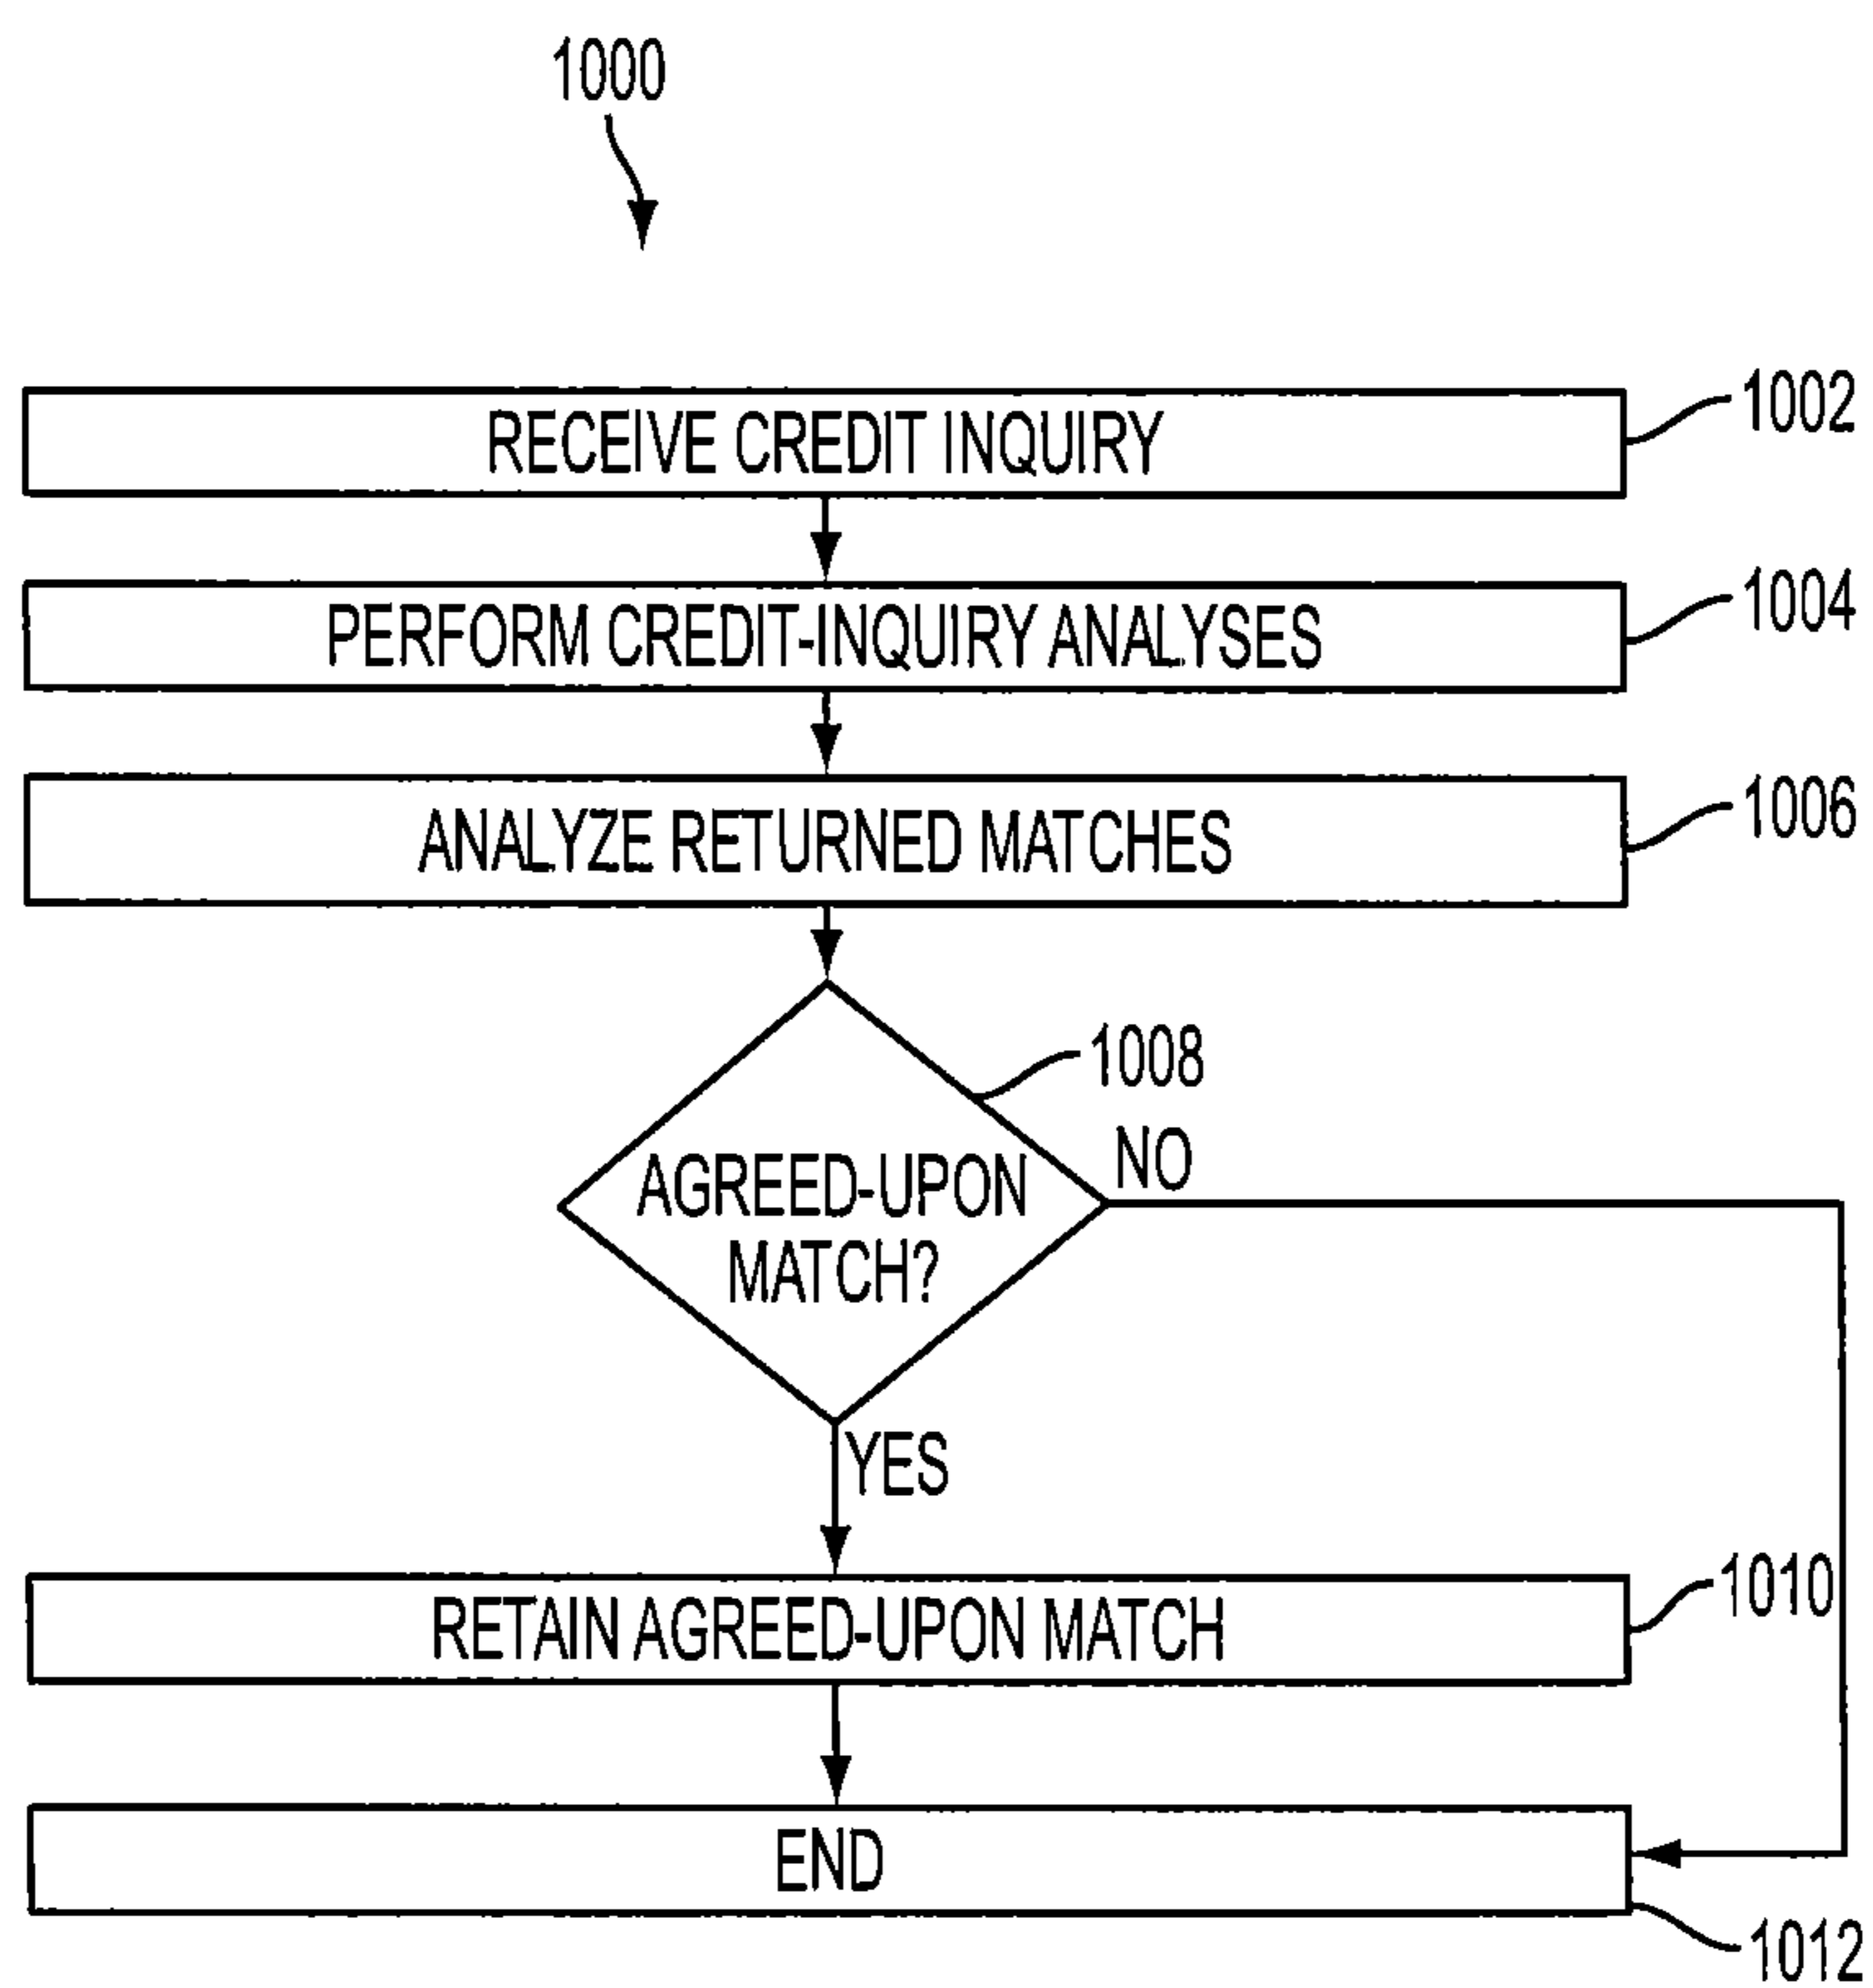 1000
RECEIVE CREDIT INQUIRY
1002
PERFORM CREDIT-INQUIRY ANALYSES
1004
ANALYZE RETURNED MATCHES
1006
1008
AGREED-UPON
MATCH?
NO
YES
RETAIN AGREED-UPON MATCH
1010
END
1012